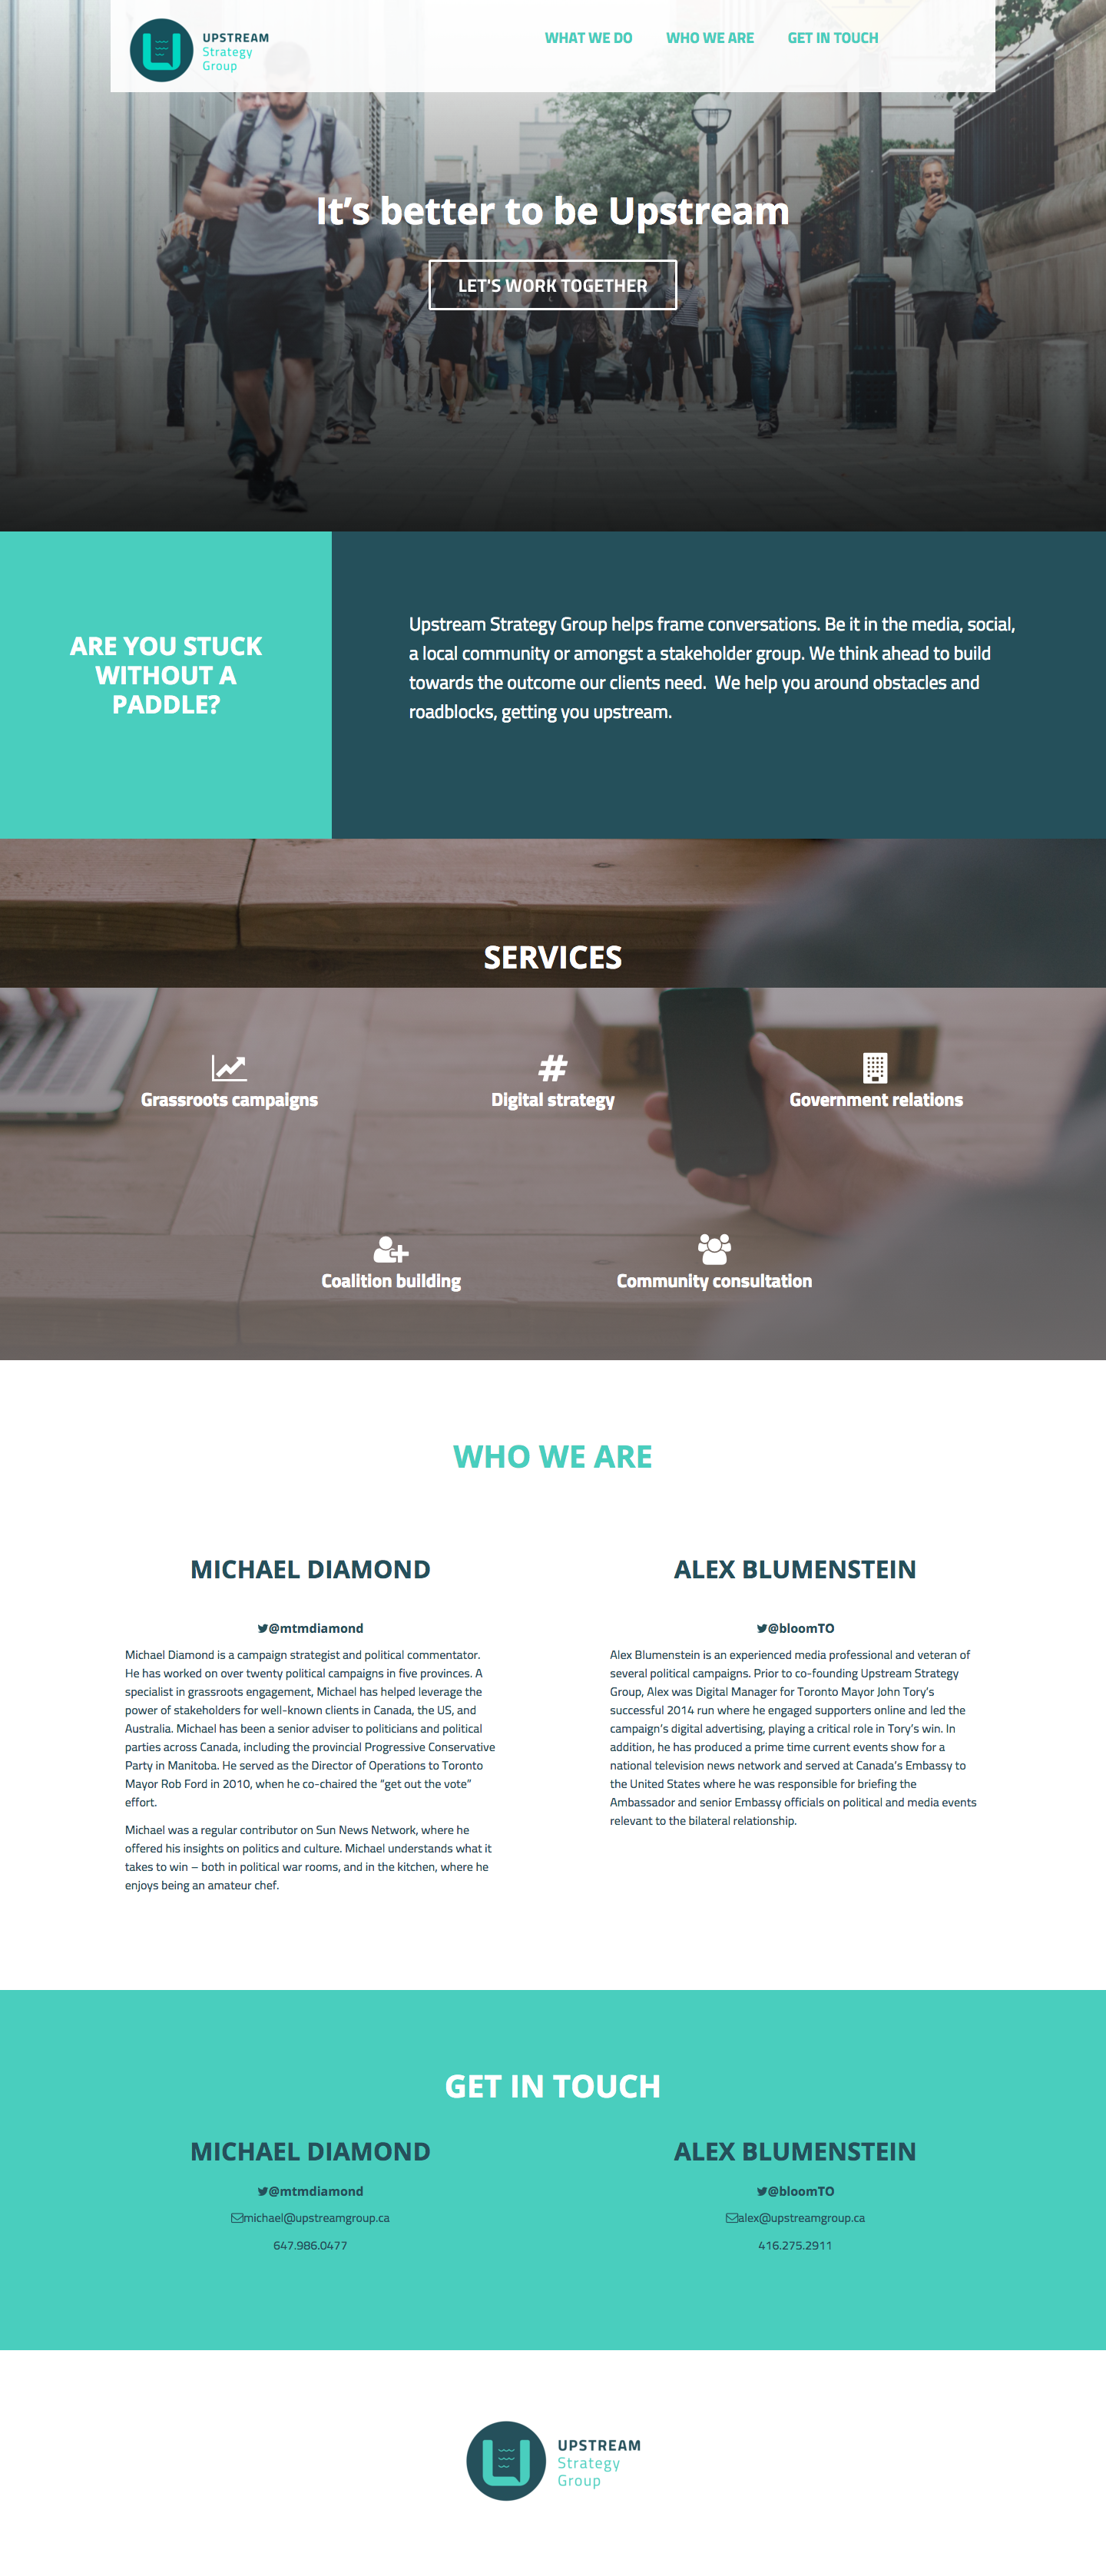 UPSTREAM
Strategy
Group
WHAT WE DO WHO WE ARE GET IN TOUCH
It's better to be Upstream
LET'S WORK TOGETHER
ARE YOU STUCK
WITHOUT A
PADDLE?
Upstream Strategy Group helps frame conversations. Be it in the media, social,
a local community or amongst a stakeholder group. We think ahead to build
towards the outcome our clients need. We help you around obstacles and
roadblocks, getting you upstream.
SERVICES
Grassroots campaigns
Digital strategy
Government relations
Coalition building
Community consultation
WHO WE ARE
MICHAEL DIAMOND
@mtmdiamond
Michael Diamond is a campaign strategist and political commentator.
He has worked on over twenty political campaigns in five provinces. A
specialist in grassroots engagement, Michael has helped leverage the
power of stakeholders for well-known clients in Canada, the US, and
Australia. Michael has been a senior adviser to politicians and political
parties across Canada, including the provincial Progressive Conservative
Party in Manitoba. He served as the Director of Operations to Toronto
Mayor Rob Ford in 2010, when he co-chaired the “get out the vote”
effort.
Michael was a regular contributor on Sun News Network, where he
offered his insights on politics and culture. Michael understands what it
takes to win – both in political war rooms, and in the kitchen, where he
enjoys being an amateur chef.
ALEX BLUMENSTEIN
@bloomTO
Alex Blumenstein is an experienced media professional and veteran of
several political campaigns. Prior to co-founding Upstream Strategy
Group, Alex was Digital Manager for Toronto Mayor John Tory's
successful 2014 run where he engaged supporters online and led the
campaign's digital advertising, playing a critical role in Tory's win. In
addition, he has produced a prime time current events show for a
national television news network and served at Canada's Embassy to
the United States where he was responsible for briefing the
Ambassador and senior Embassy officials on political and media events
relevant to the bilateral relationship.
GET IN TOUCH
MICHAEL DIAMOND
@mtmdiamond
michael@upstreamgroup.ca
647.986.0477
ALEX BLUMENSTEIN
@bloomTO
alex@upstreamgroup.ca
416.275.2911
UPSTREAM
Strategy
Group